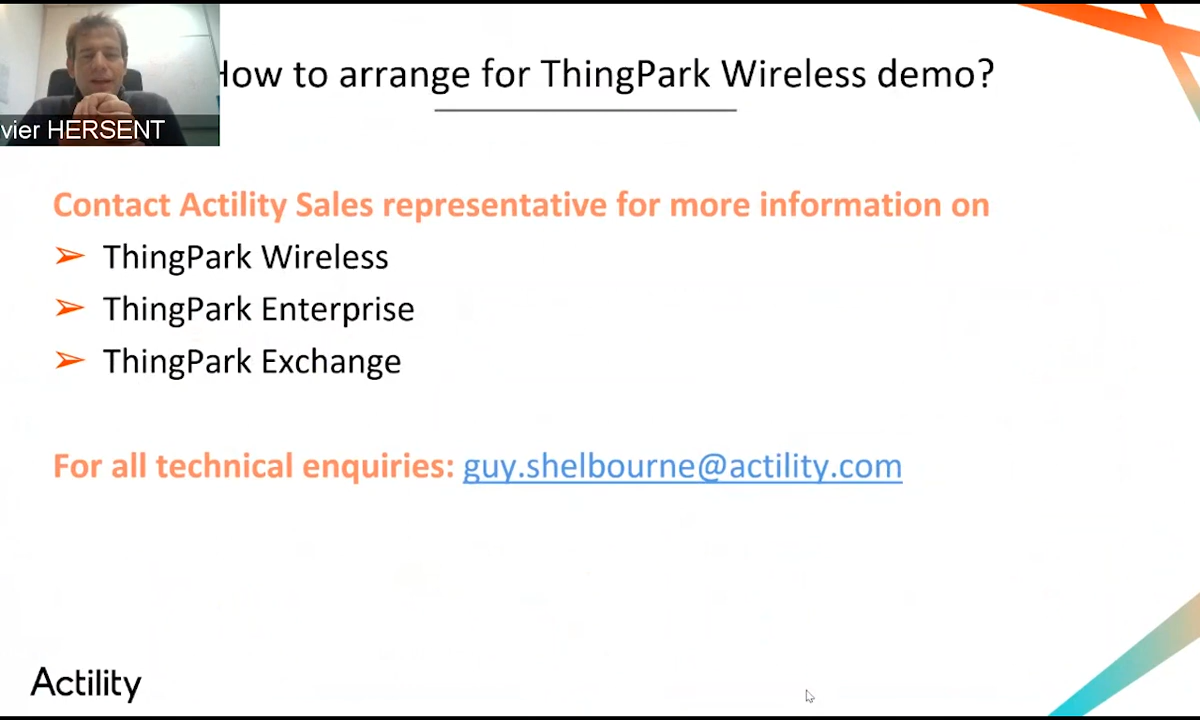 How to arrange for ThingPark Wireless demo?
vier HERSENT
Contact Actility Sales representative for more information on
➢ ThingPark Wireless
➢ ThingPark Enterprise
➢ ThingPark Exchange
For all technical enquiries: guy.shelbourne@actility.com
Actility